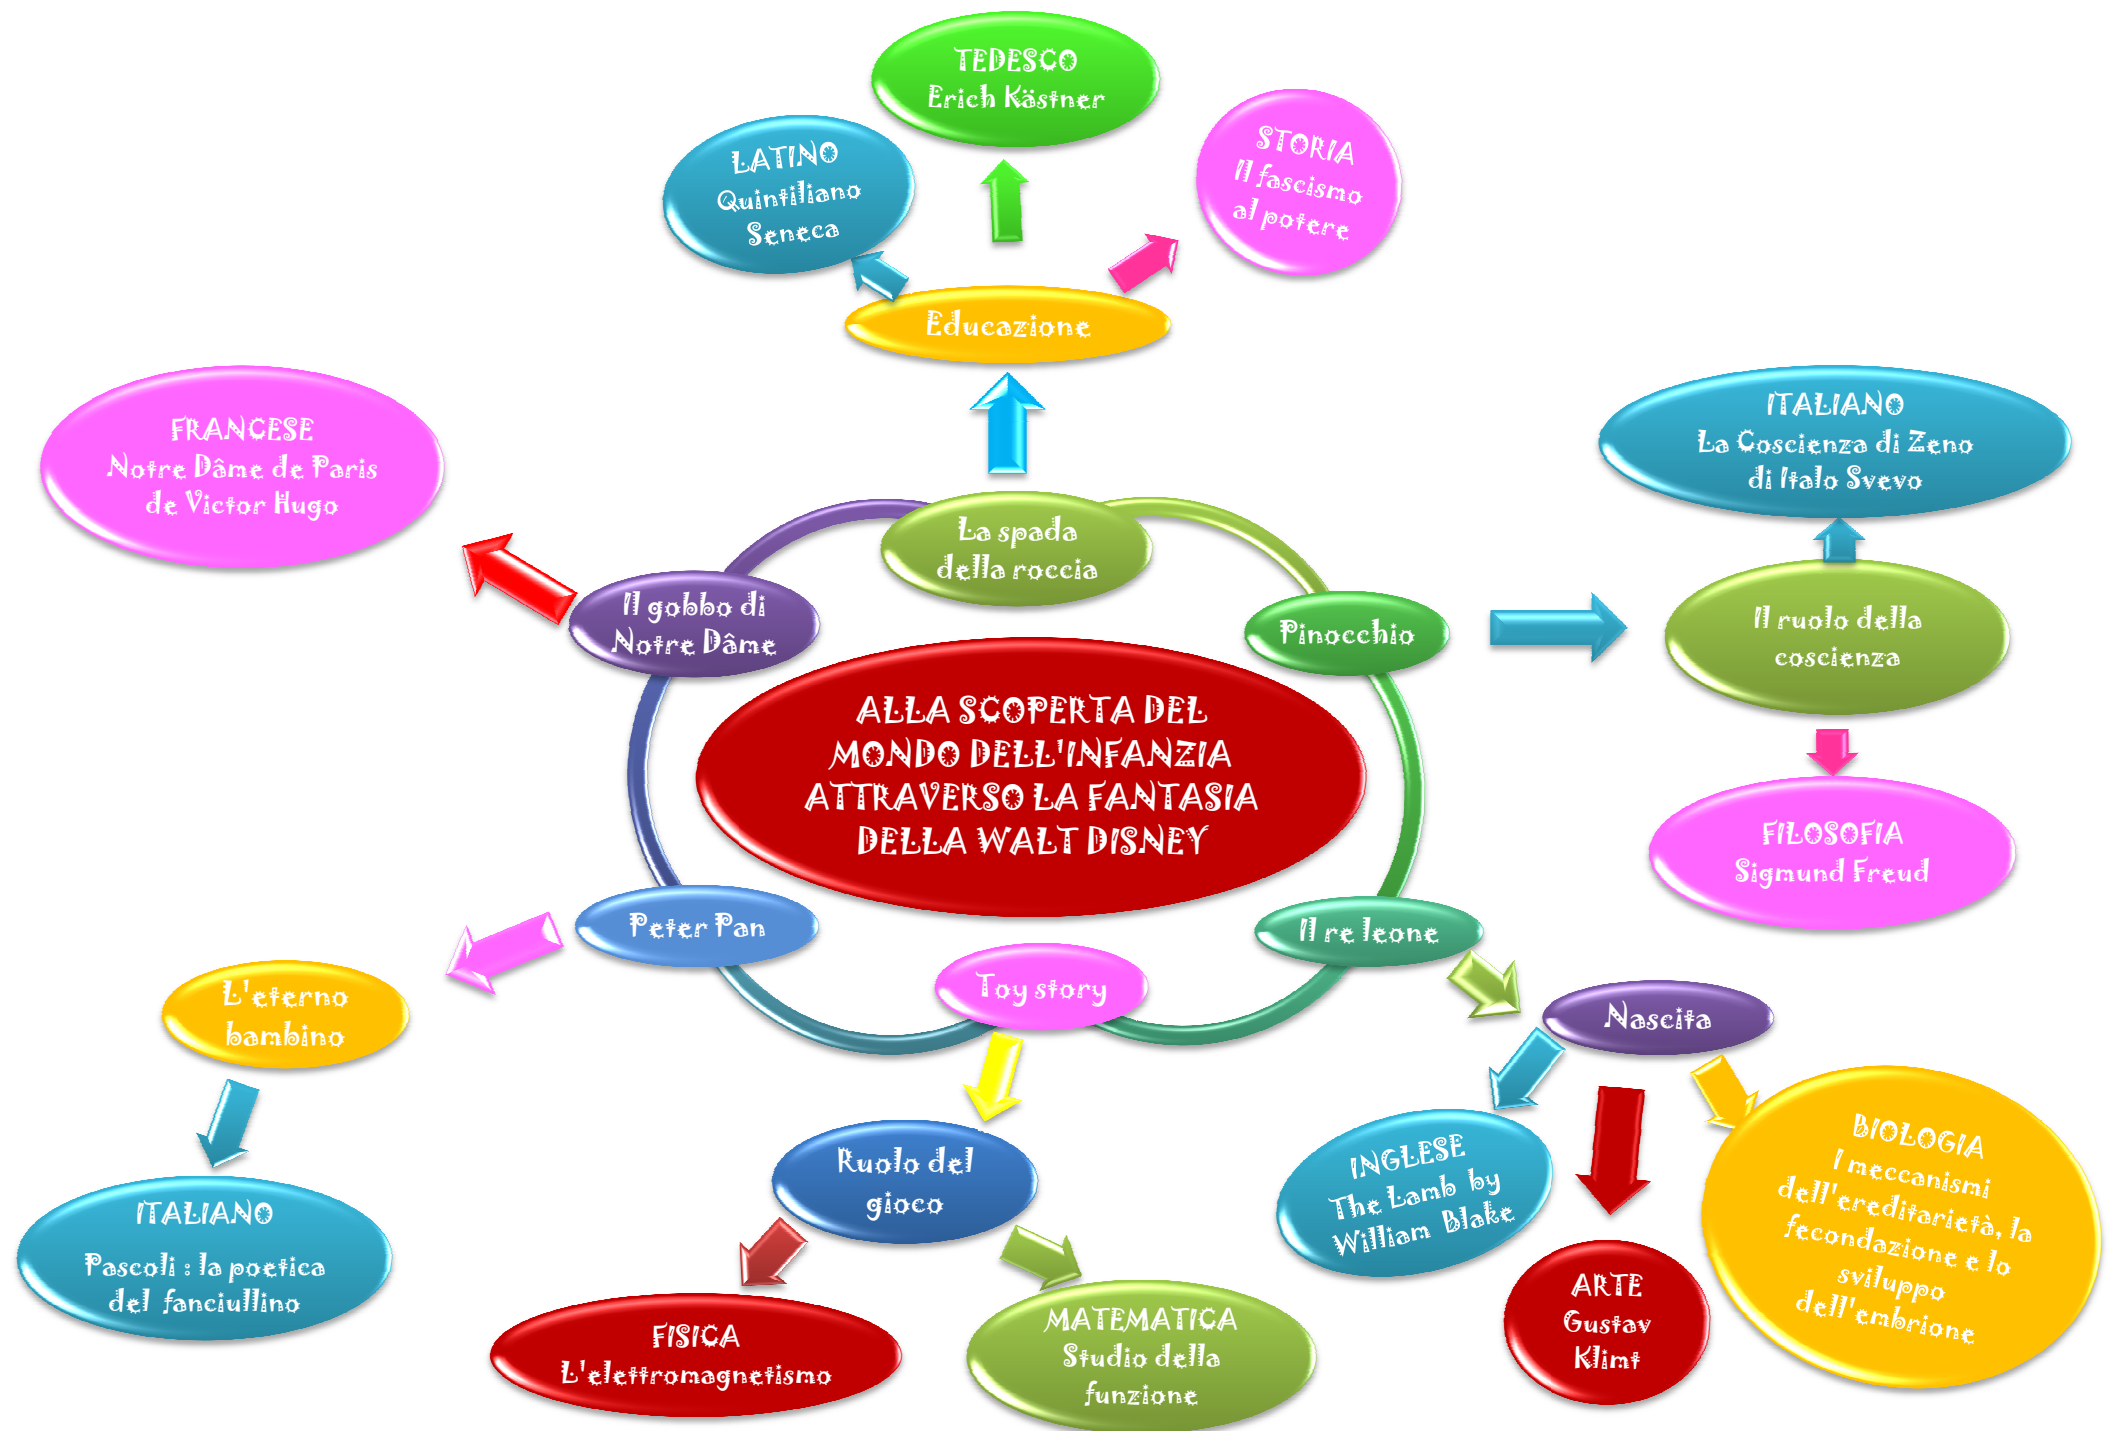 TEDESCO
Erich Kästner
LATINO
Quintiliano
Seneca
STORIA
Il fascismo
al potere
Educazione
FRANCESE
Notre Dâme de Paris
de Victor Hugo
ITALIANO
La Coscienza di Zeno
di Italo Svevo
La spada
della roccia
Il gobbo di
Notre Dâme
Pinocchio
Il ruolo della
coscienza
ALLA SCOPERTA DEL
MONDO DELL'INFANZIA
ATTRAVERSO LA FANTASIA
DELLA WALT DISNEY
FILOSOFIA
Sigmund Freud
Peter Pan
Il re leone
Toy story
L'eterno
bambino
Nascita
Ruolo del
gioco
INGLESE
The Lamb by
William Blake
BIOLOGIA
I meccanismi
dell'ereditarietà, la
fecondazione e lo
sviluppo
dell'embrione
ITALIANO
Pascoli : la poetica
del fanciullino
ARTE
Gustav
Klimt
FISICA
L'elettromagnetismo
MATEMATICA
Studio della
funzione